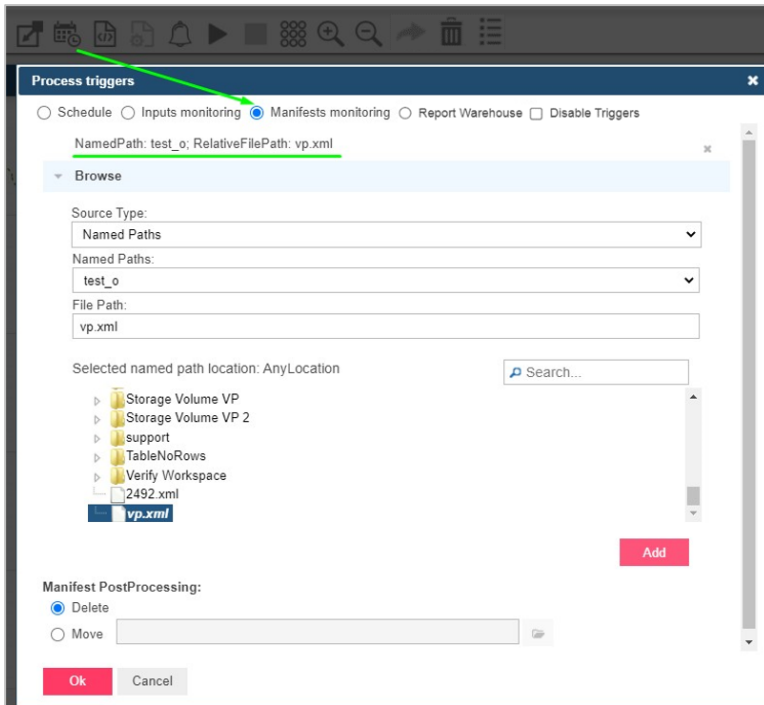 Process triggers
Schedule Inputs monitoring Manifests monitoring Report Warehouse Disable Triggers
NamedPath: test_o; RelativeFilePath: vp.xml
Browse
Source Type:
Named Paths
Named Paths:
test_o
File Path:
vp.xml
Selected named path location: AnyLocation
Search...
Storage Volume VP
Storage Volume VP 2
support
TableNoRows
Verify Workspace
2492.xml
vp.xml
Add
Manifest PostProcessing:
Delete
Move
Ok Cancel